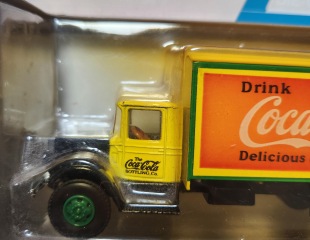 Drink
Coca
Delicious
The
Coca-Cola
BOTTLING, CO.